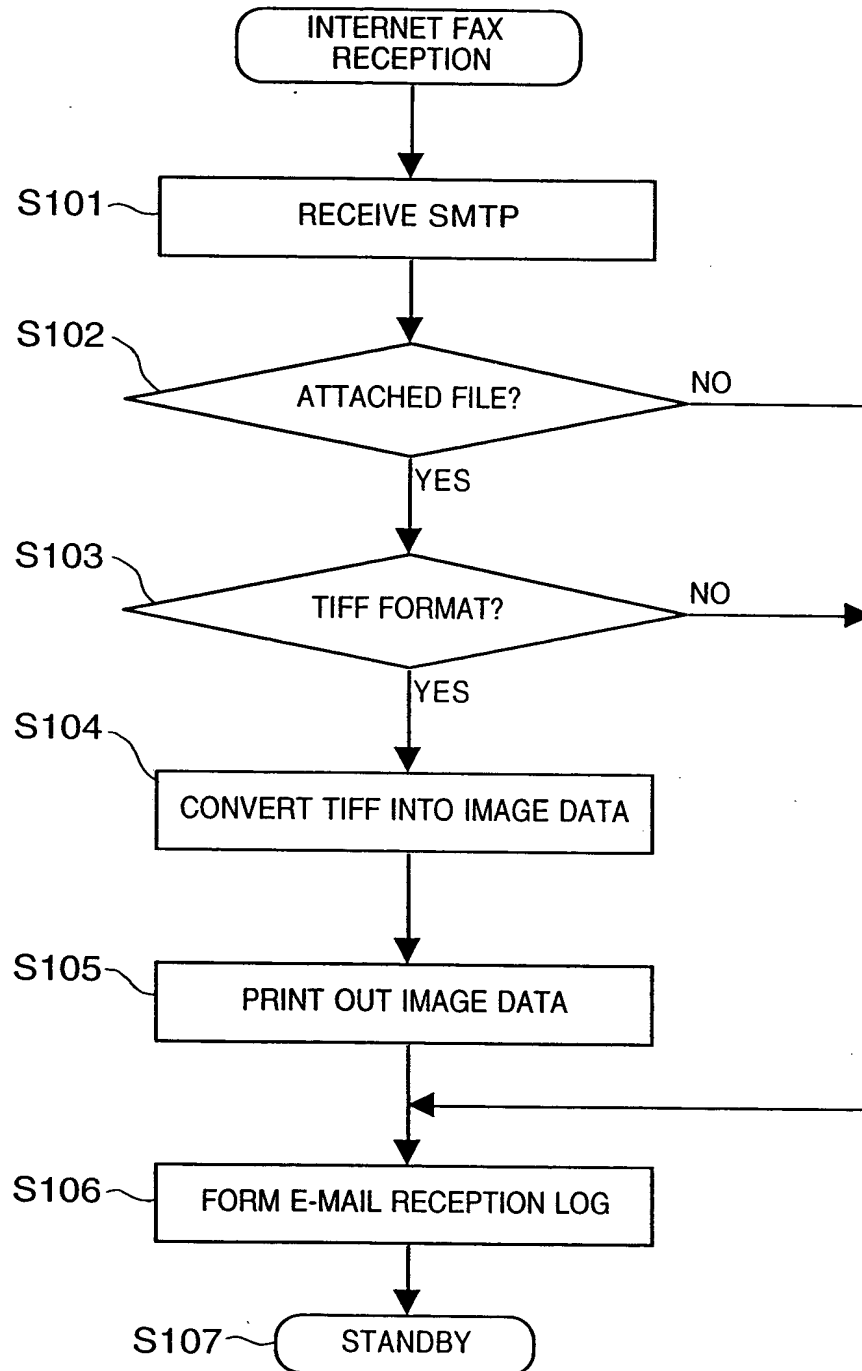 INTERNET FAX
RECEPTION
S101
RECEIVE SMTP
S102
ATTACHED FILE?
NO
YES
S103
TIFF FORMAT?
NO
YES
S104
CONVERT TIFF INTO IMAGE DATA
S105
PRINT OUT IMAGE DATA
S106
FORM E-MAIL RECEPTION LOG
S107
STANDBY